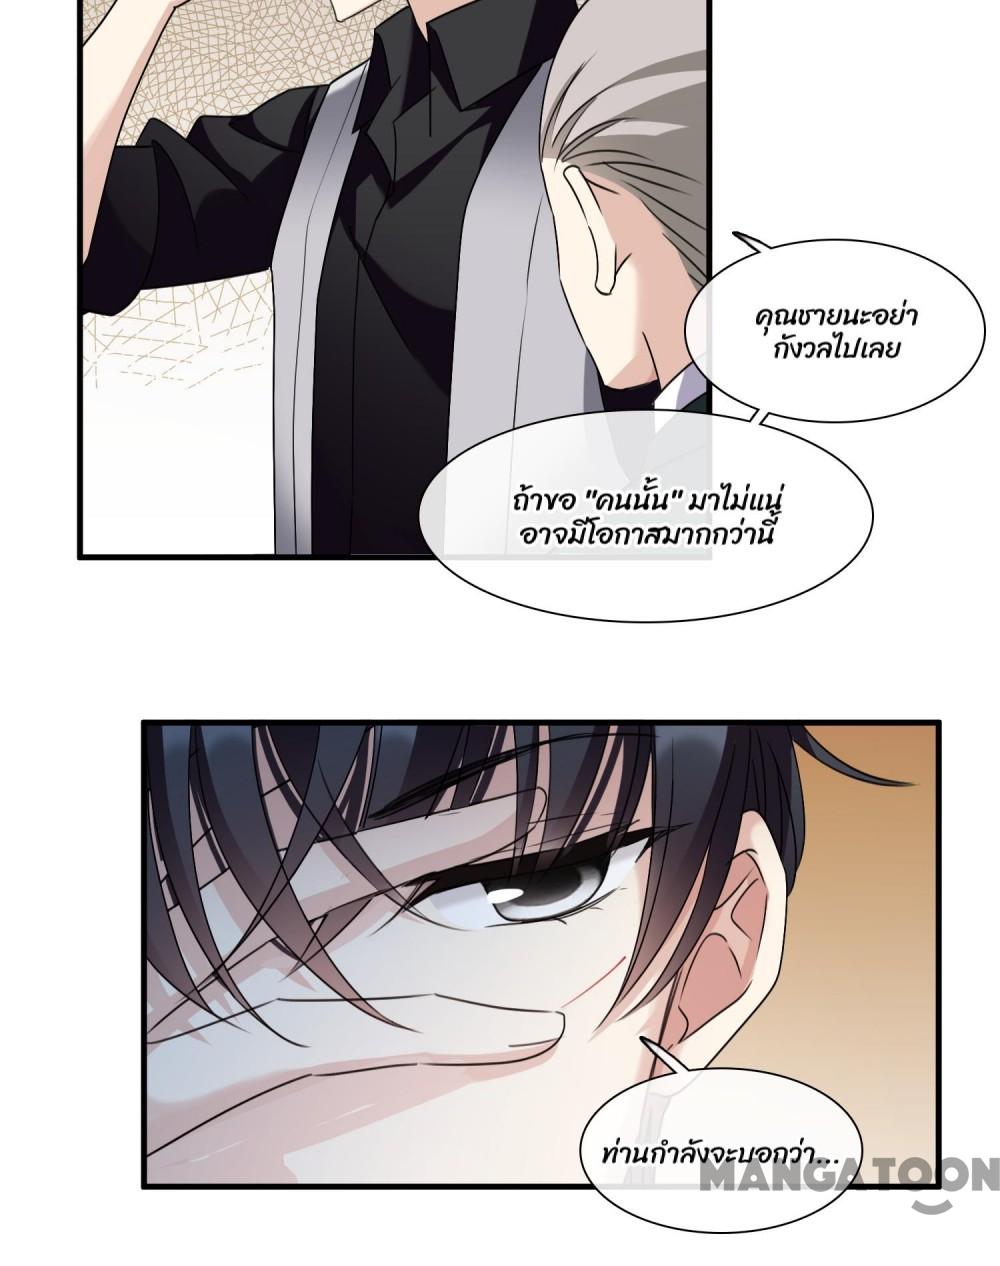 คุณชายนะอย่า
กังวลไปเลย
ถ้าขอ "คนนั้น" มาไม่แน่
อาจมีโอกาสมากกว่านี้
ท่านกำลังจะบอกว่า...
MANGATOON